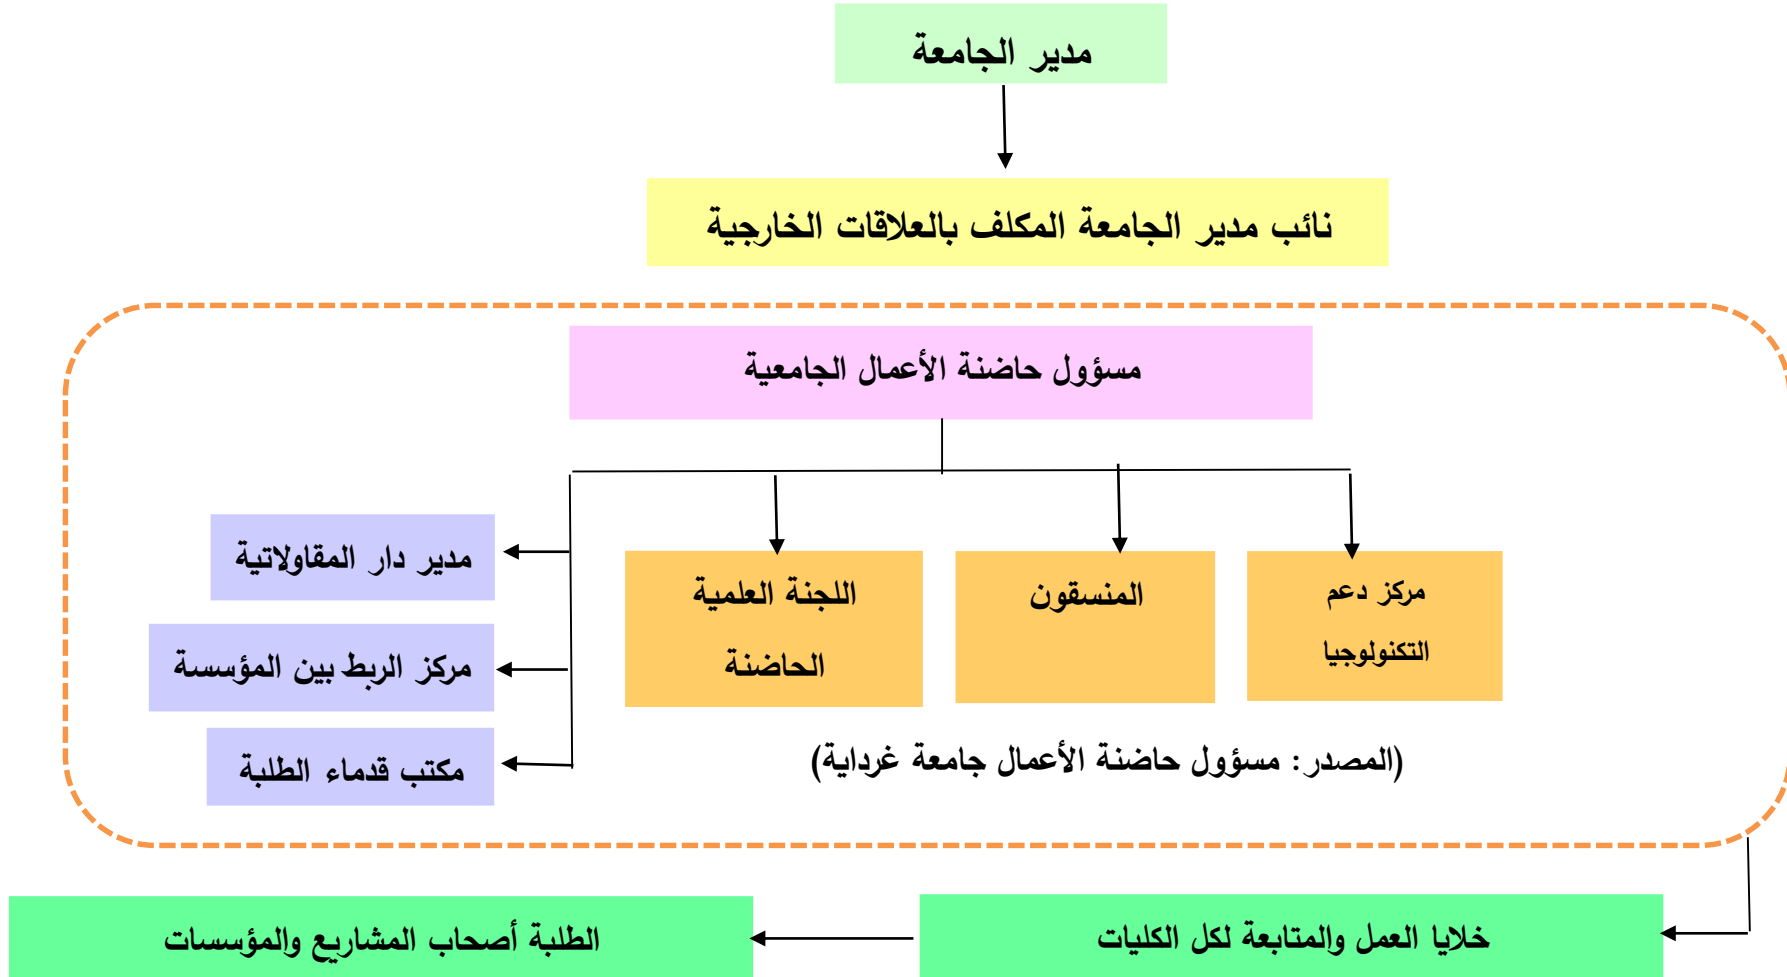 مدير الجامعة
نائب مدير الجامعة المكلف بالعلاقات الخارجية
مسؤول حاضنة الأعمال الجامعية
مركز دعم
التكنولوجيا
المنسقون
اللجنة العلمية
الحاضنة
مدير دار المقاولاتية
مركز الربط بين المؤسسة
مكتب قدماء الطلبة
(المصدر: مسؤول حاضنة الأعمال جامعة غرداية)
خلايا العمل والمتابعة لكل الكليات
الطلبة أصحاب المشاريع والمؤسسات